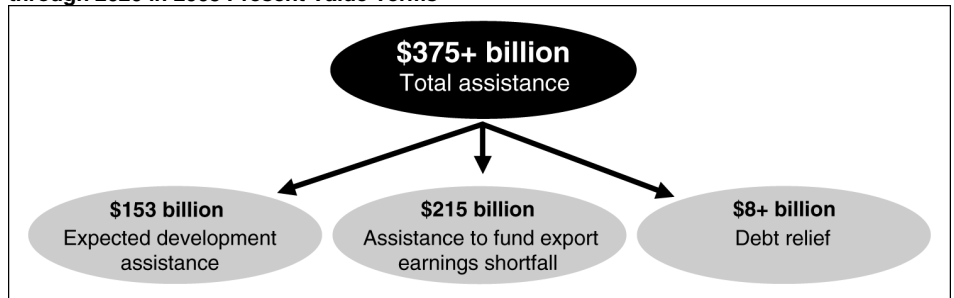 $375+ billion
Total assistance
$153 billion
Expected development
assistance
$215 billion
Assistance to fund export
earnings shortfall
$8+ billion
Debt relief